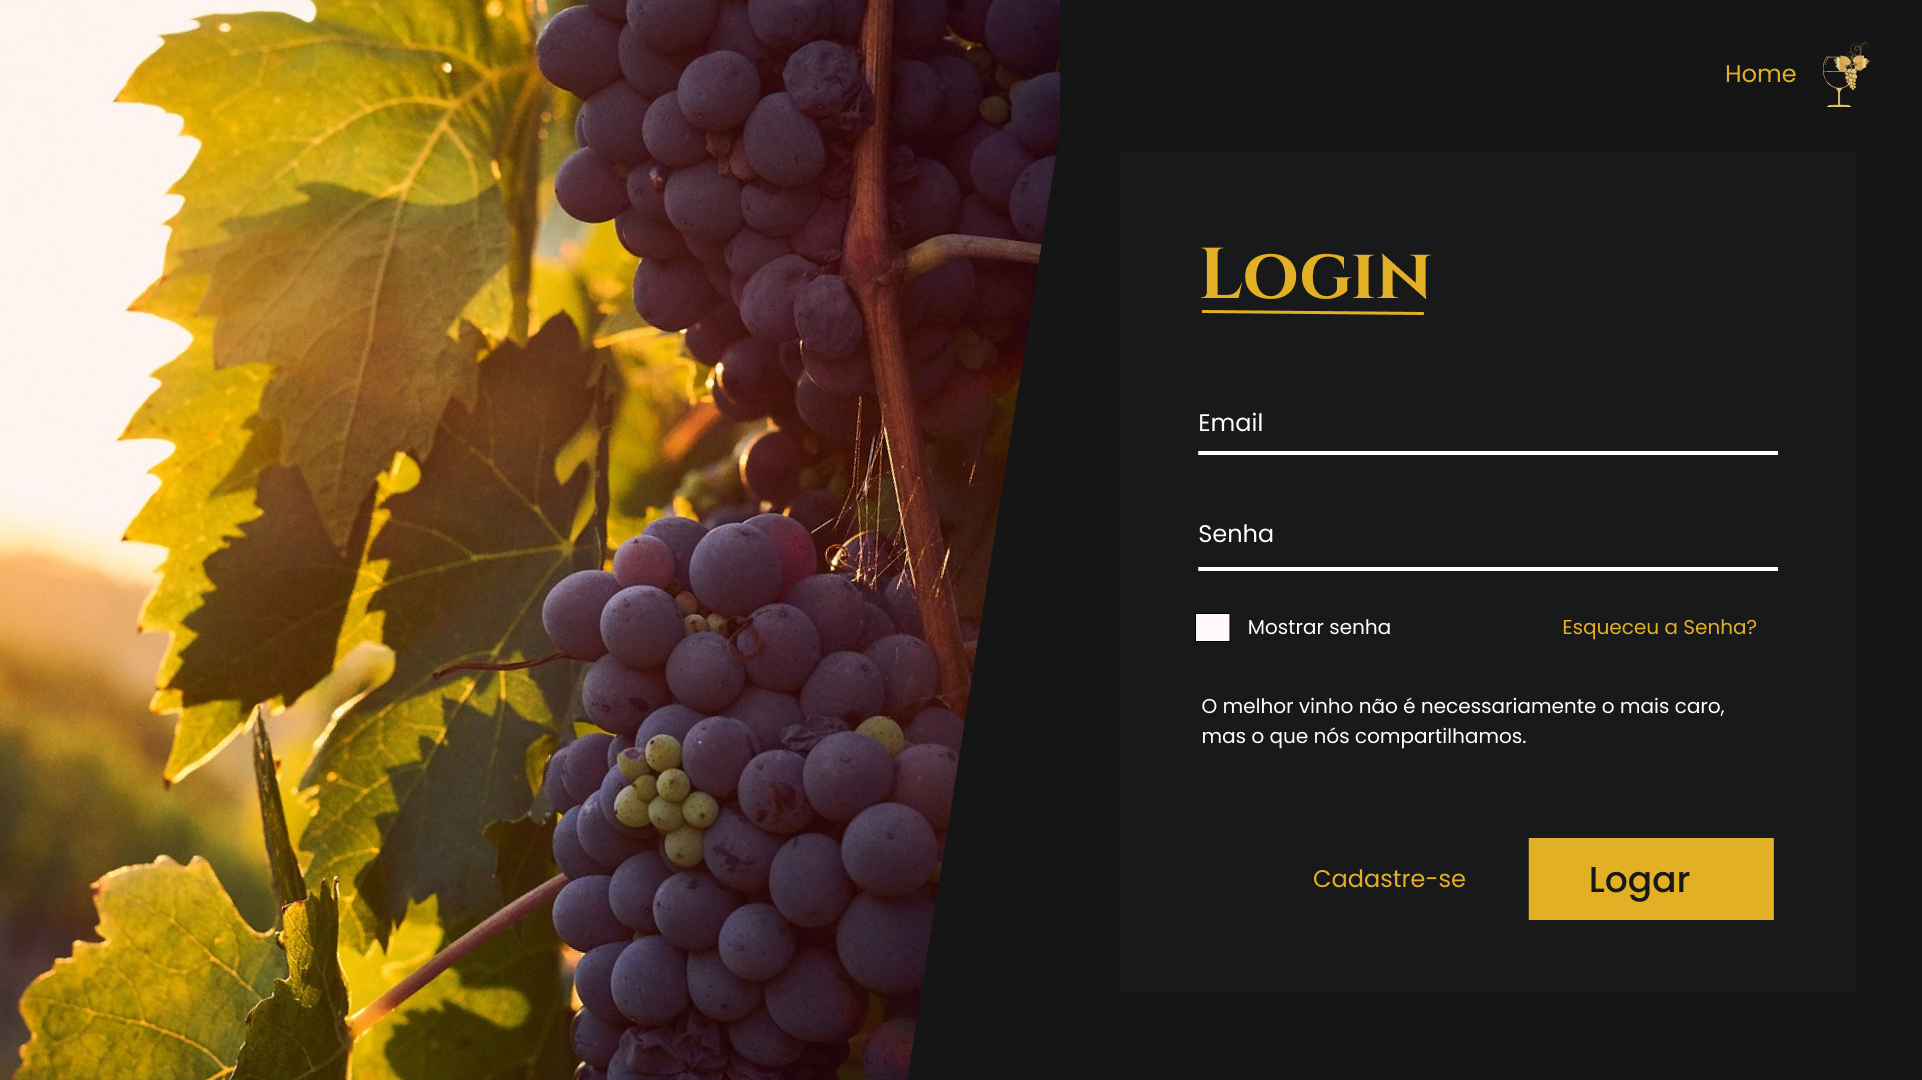 Home
Login
Email
Senha
Mostrar senha
Esqueceu a Senha?
O melhor vinho não é necessariamente o mais caro,
mas o que nós compartilhamos.
Cadastre-se
Logar